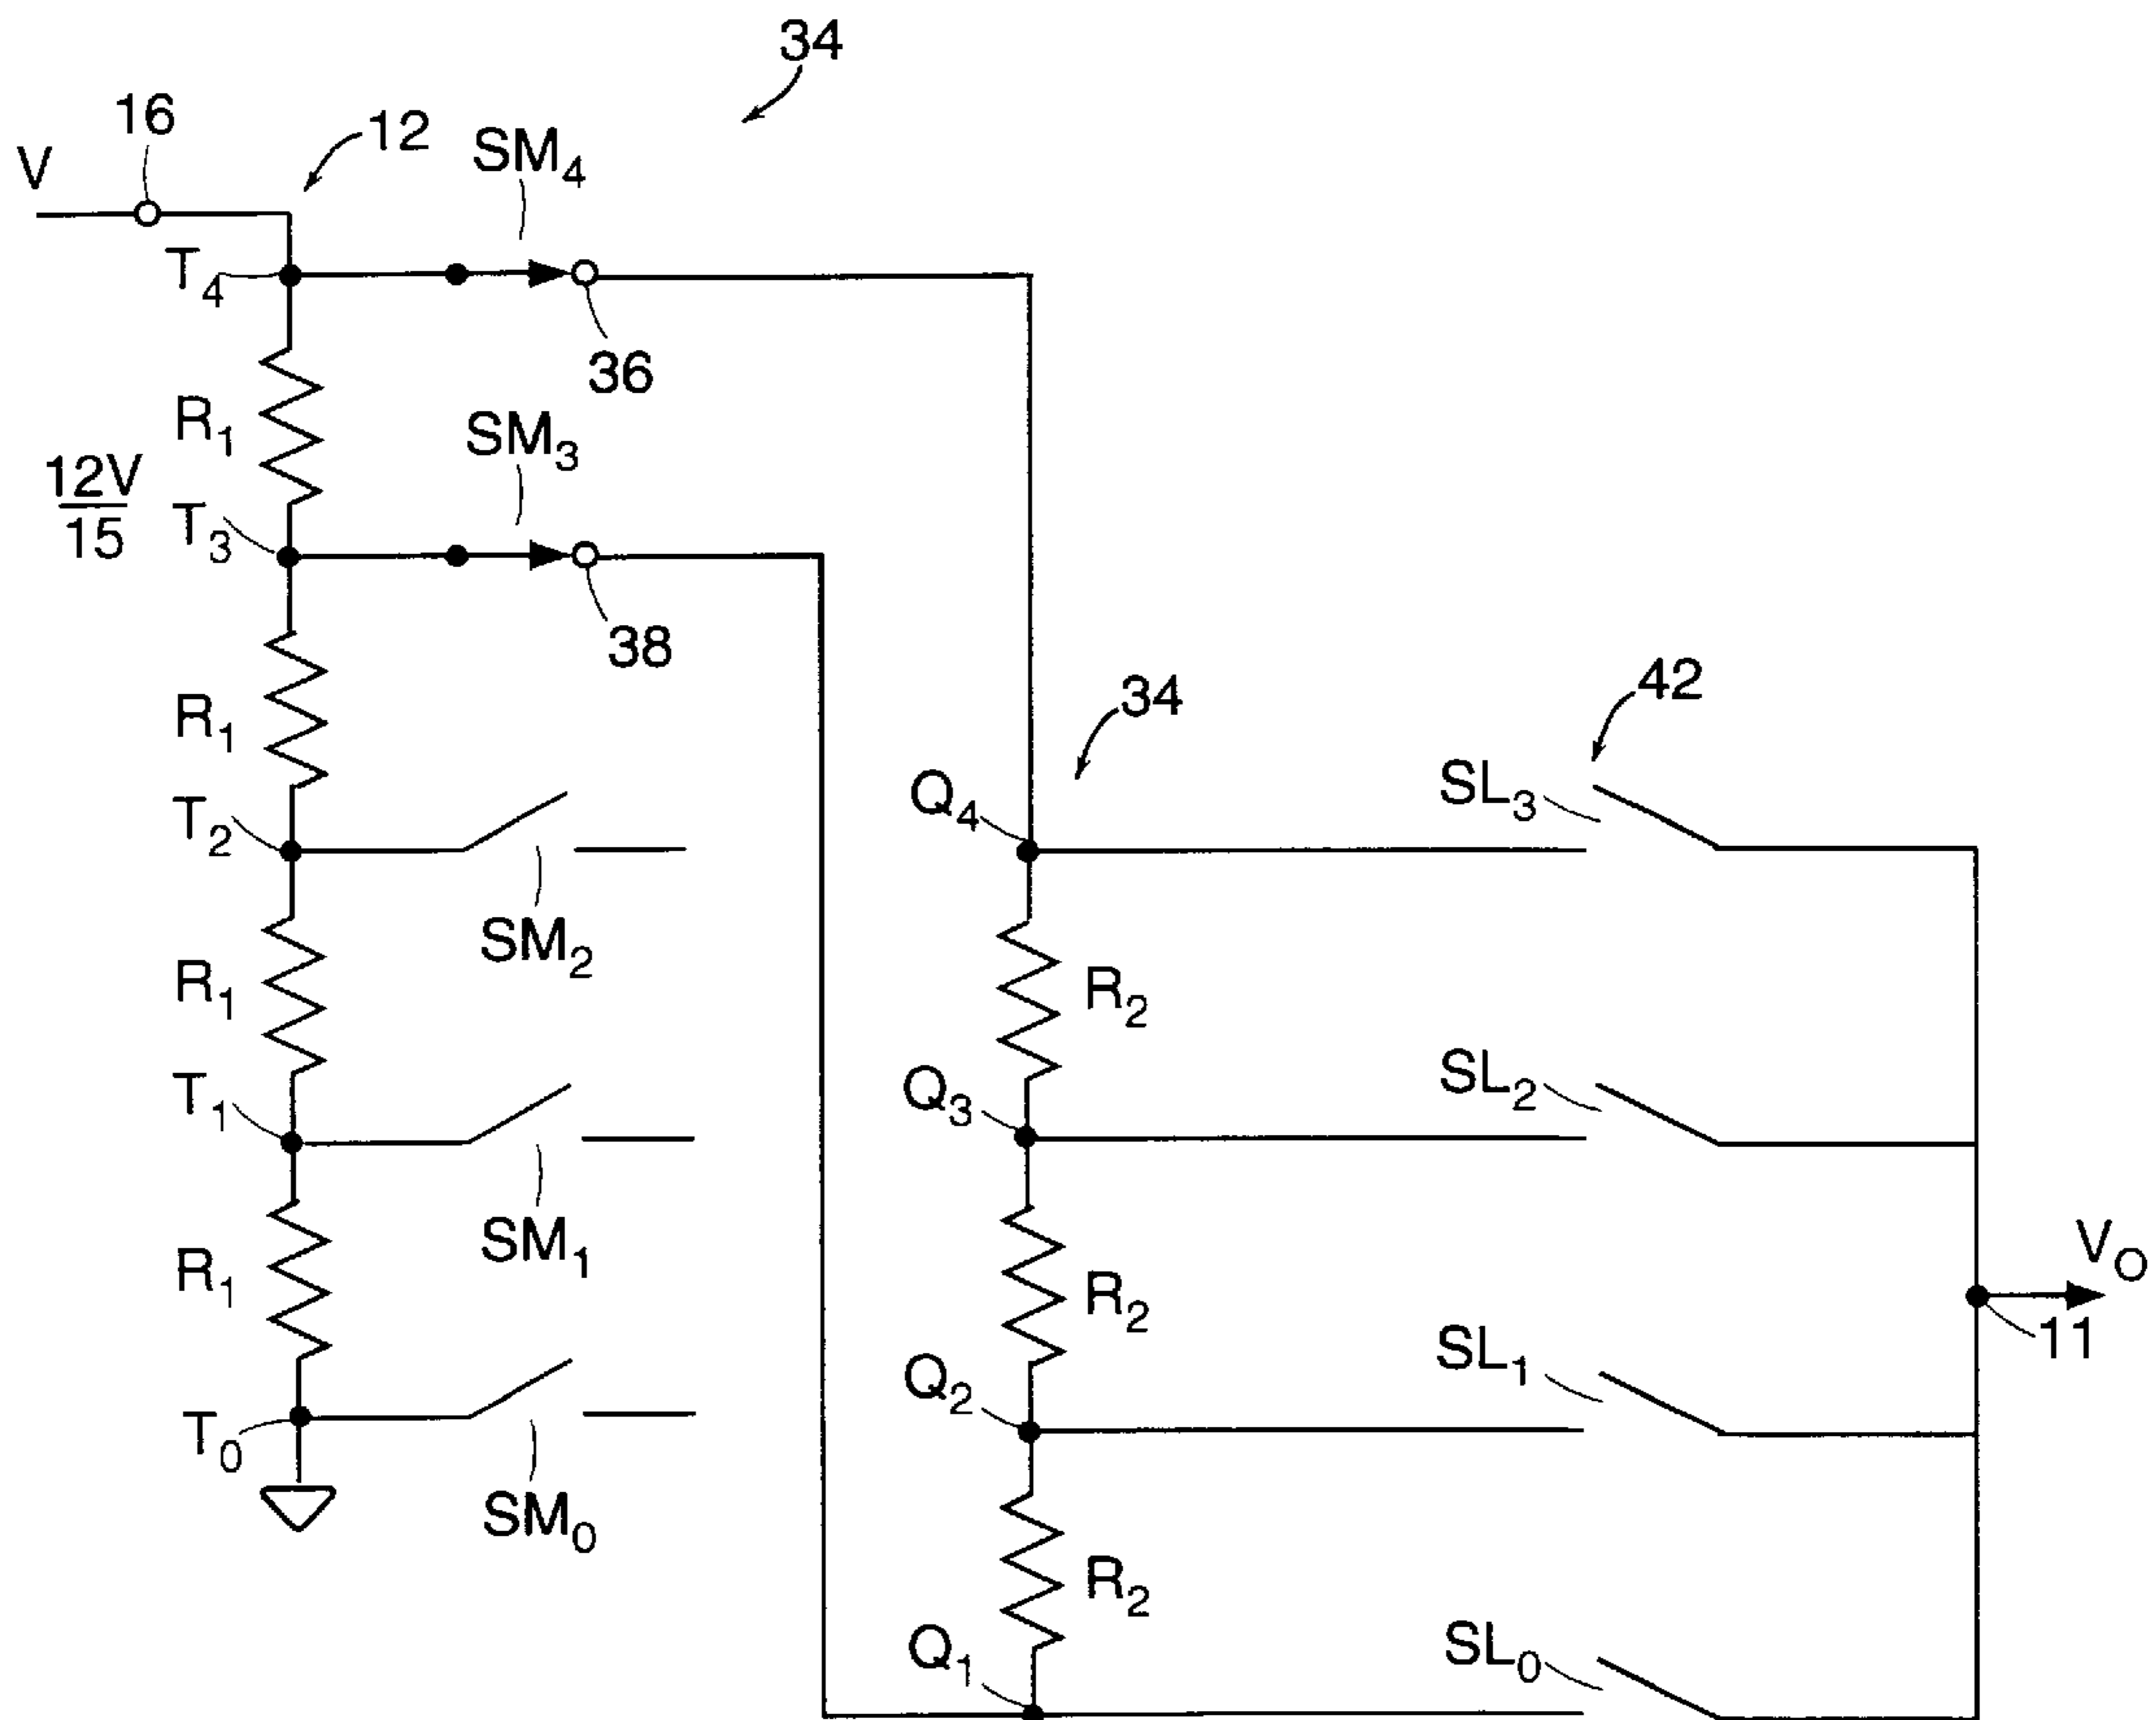 34
16
12
V
SM₄
T₄
36
R₁
SM₃
12V
15
T₃
38
34
42
R₁
Q₄
SL₃
T₂
SM₂
R₁
R₂
T₁
Q₃
SL₂
SM₁
R₁
R₂
V₀
11
Q₂
SL₁
T₀
SM₀
R₂
Q₁
SL₀